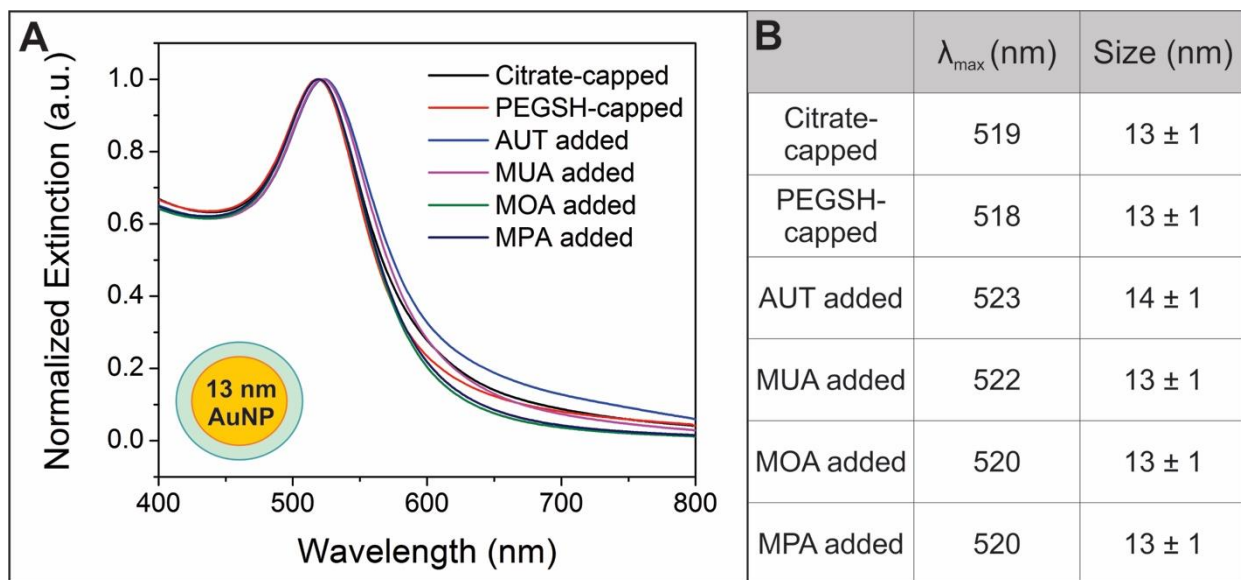 A
Normalized Extinction (a.u.)
1.0
0.8
0.6
0.4
0.2
0.0
Citrate-capped
PEGSH-capped
AUT added
MUA added
MOA added
MPA added
13 nm
AuNP
400
500
600
700
800
Wavelength (nm)
B
λmax (nm)
Size (nm)
Citrate-
capped
519
13 ± 1
PEGSH-
capped
518
13 ± 1
AUT added
523
14 ± 1
MUA added
522
13 ± 1
MOA added
520
13 ± 1
MPA added
520
13 ± 1